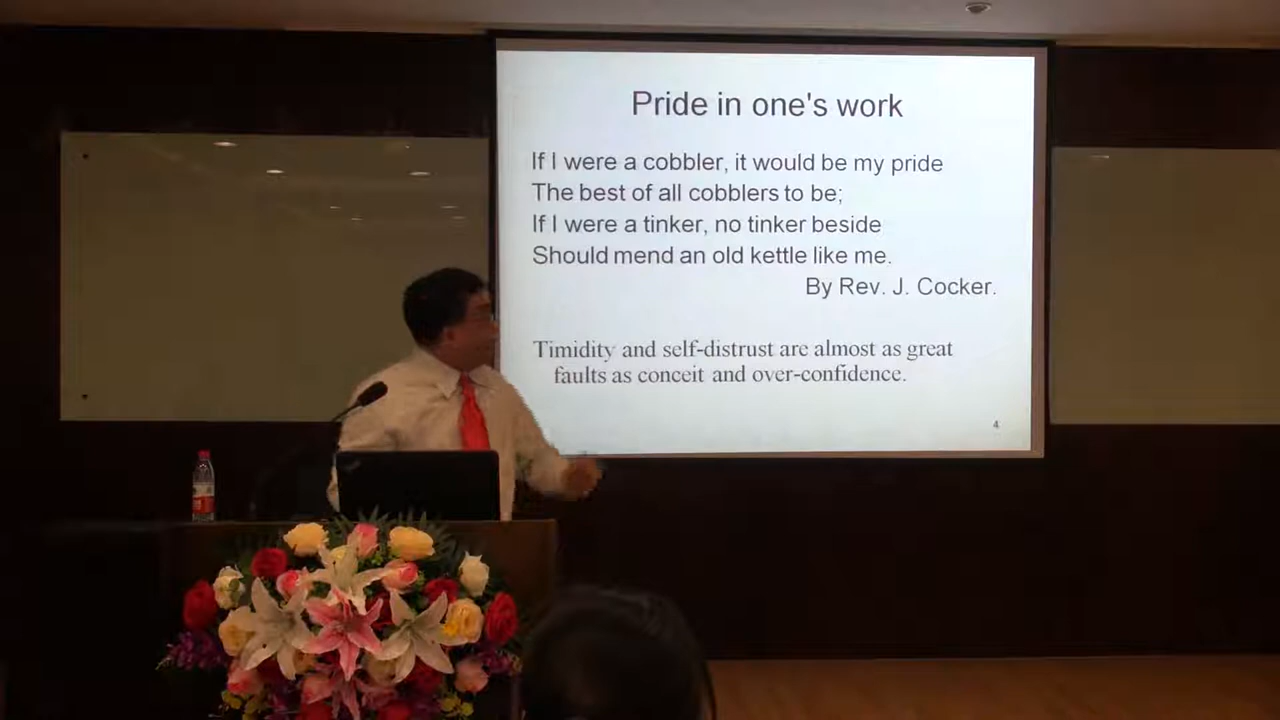 Pride in one's work
If I were a cobbler, it would be my pride
The best of all cobblers to be;
If I were a tinker, no tinker beside
Should mend an old kettle like me.
By Rev. J. Cocker.
Timidity and self-distrust are almost as great
faults as conceit and over-confidence.
4